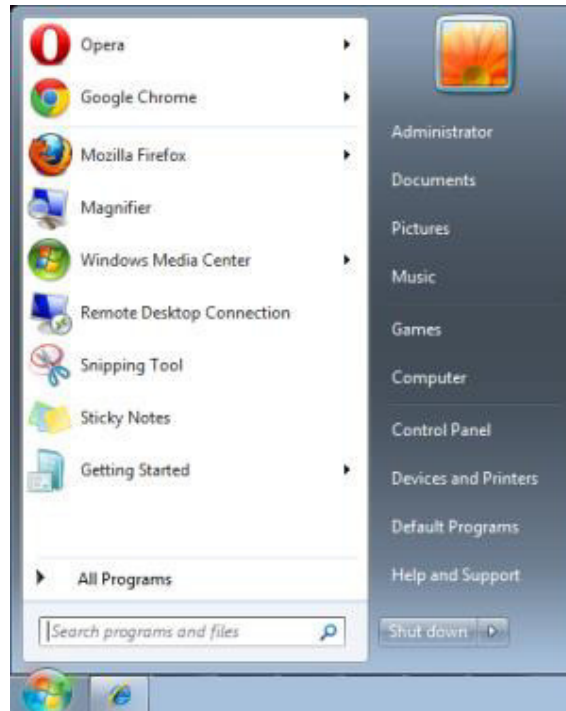 Opera
Google Chrome
Mozilla Firefox
Magnifier
Windows Media Center
Remote Desktop Connection
Snipping Tool
Sticky Notes
Getting Started
All Programs
Search programs and files
Administrator
Documents
Pictures
Music
Games
Computer
Control Panel
Devices and Printers
Default Programs
Help and Support
Shut down